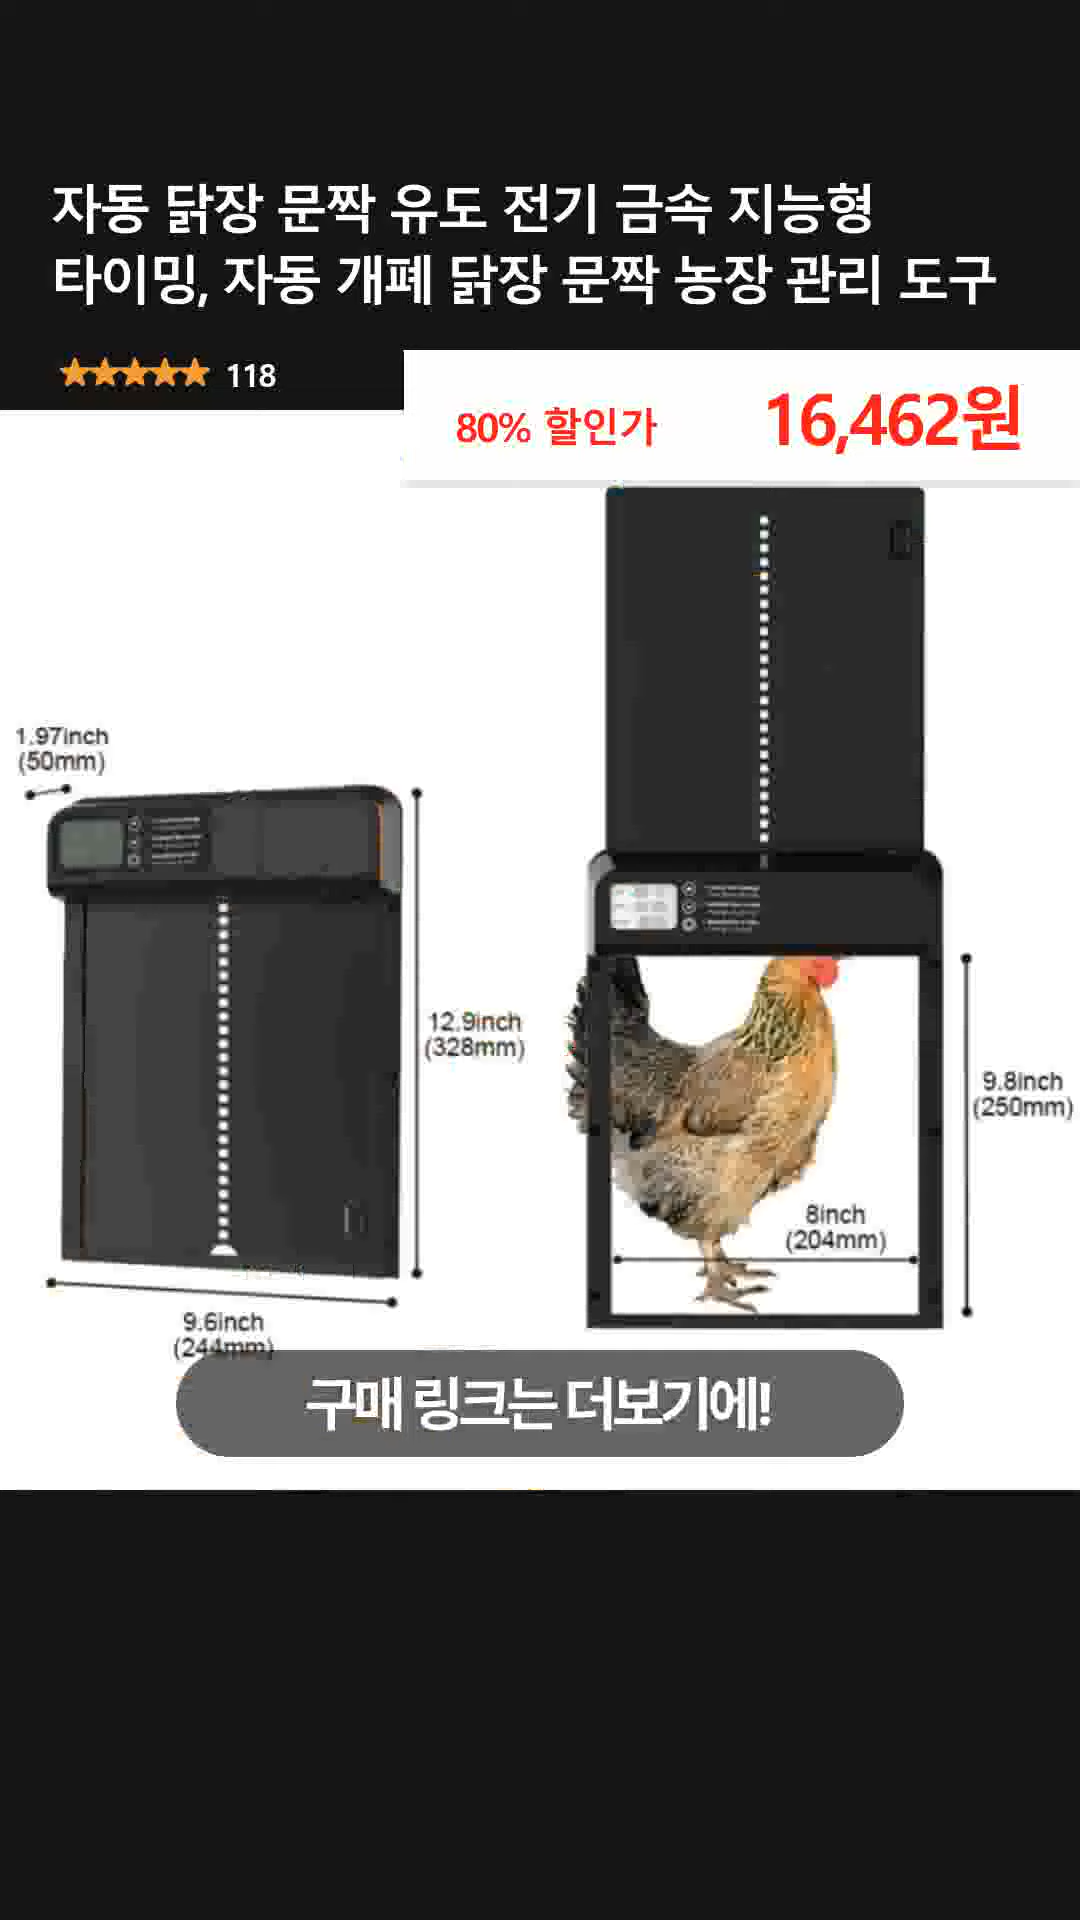 자동 닭장 문짝 유도 전기 금속 지능형
타이밍, 자동 개폐 닭장 문짝 농장 관리 도구
118
80% 할인가
16,462원
1.97inch
(50mm)
12.9inch
(328mm)
9.8inch
(250mm)
8inch
(204mm)
9.6inch
(244mm)
구매 링크는 더보기에!